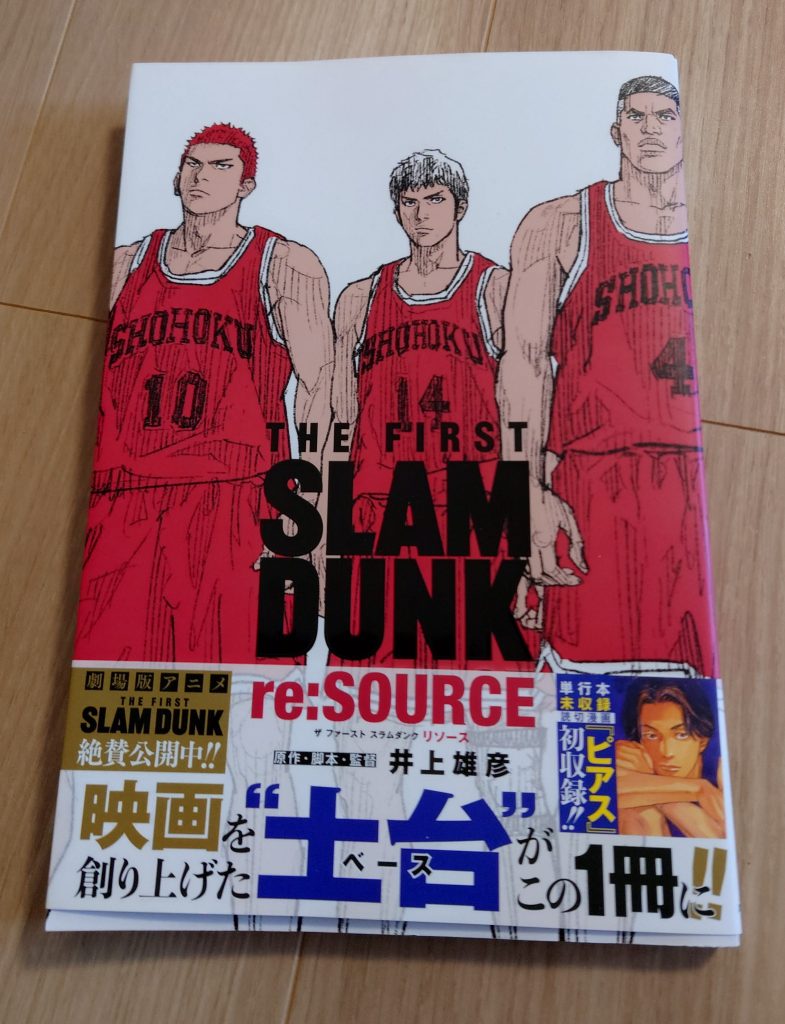 SHOHOKU
10
SHOHOKU
14
SHOHO
4
THE FIRST
SLAM
DUNK
re:SOURCE
ザ ファースト スラムダンク リソース
原作・脚本・監督 井上雄彦
劇場版アニメ
THE FIRST
SLAM DUNK
絶賛公開中!!
単行本
未収録
読切漫画
『ピアス』
初収録!!
映画を“土台”が
ベース
創り上げた この1冊に!!